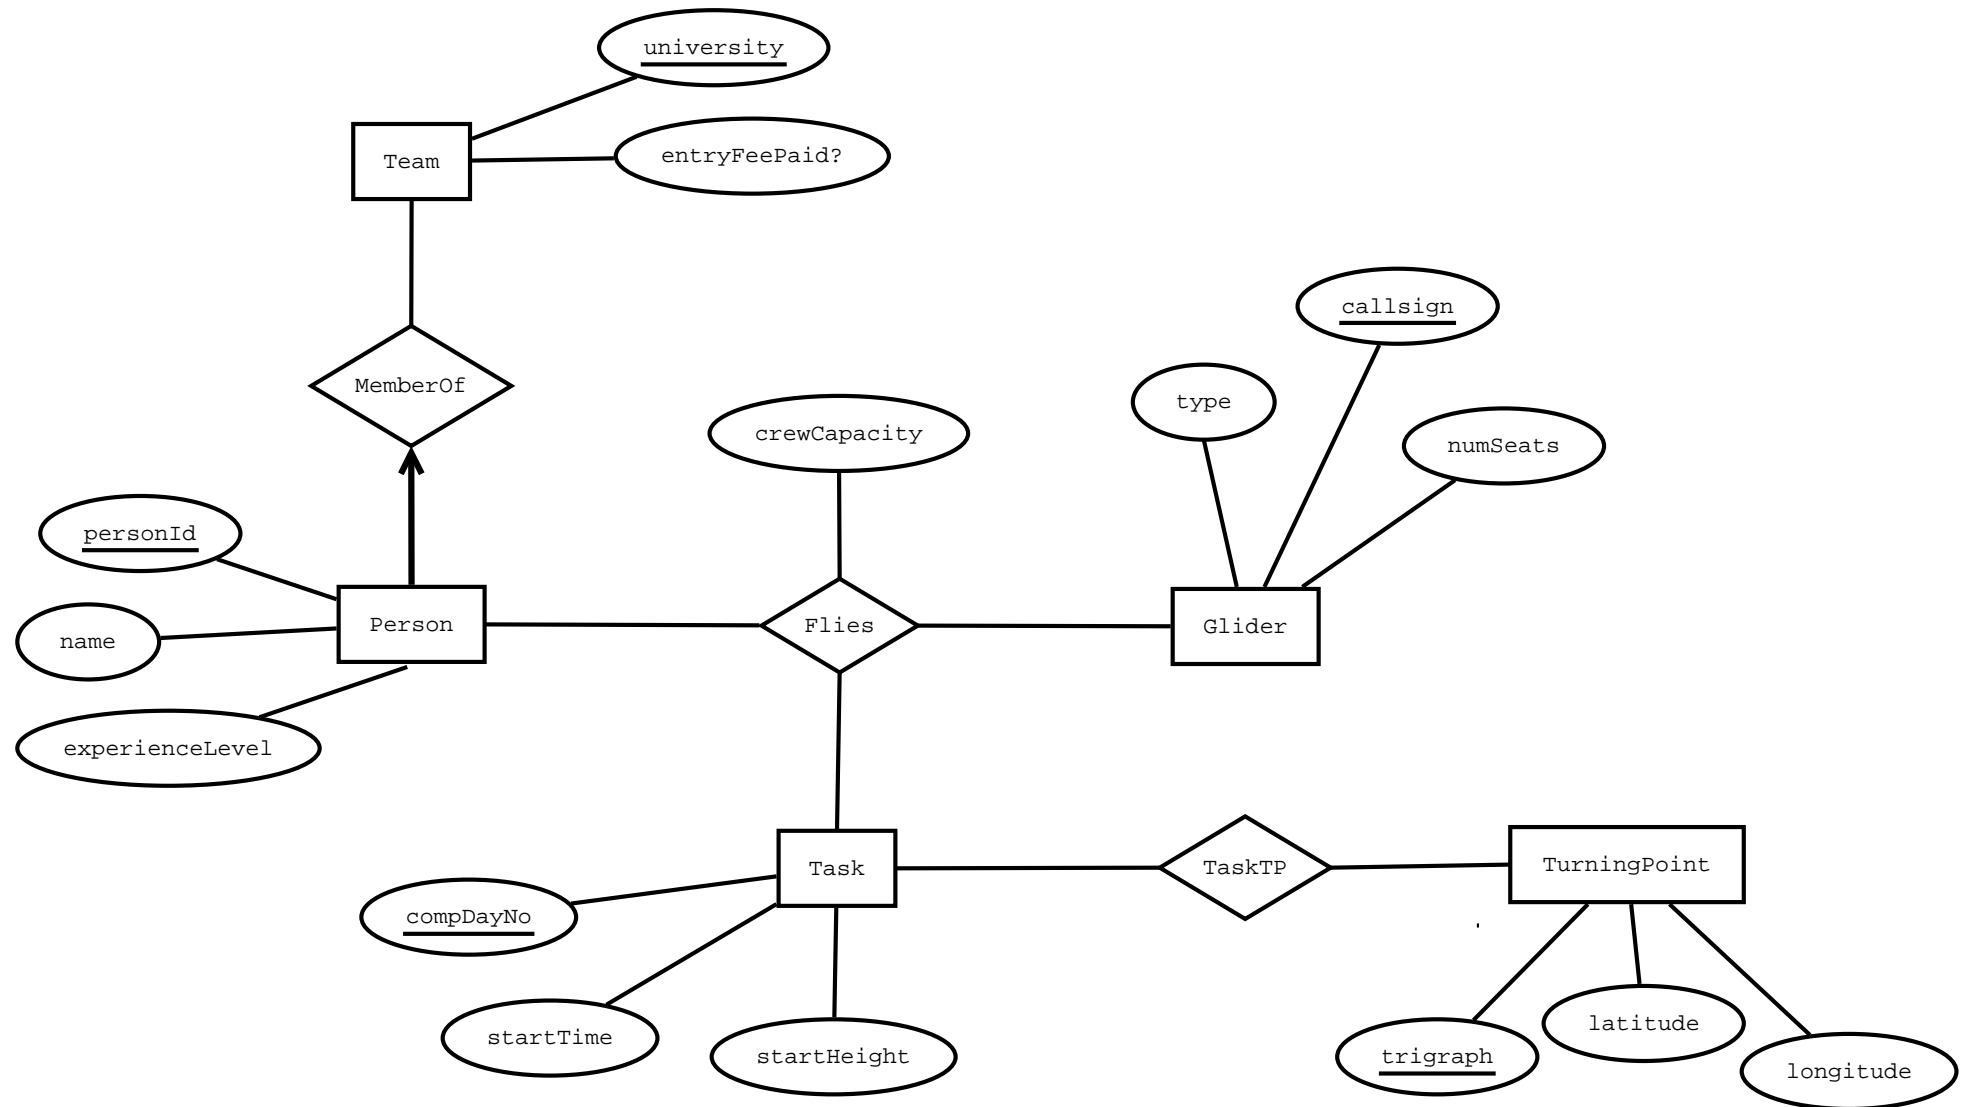 university
entryFeePaid?
Team
callsign
type
MemberOf
crewCapacity
numSeats
personId
Person
Flies
Glider
name
experienceLevel
Task
TaskTP
TurningPoint
compDayNo
latitude
startTime
startHeight
trigraph
longitude